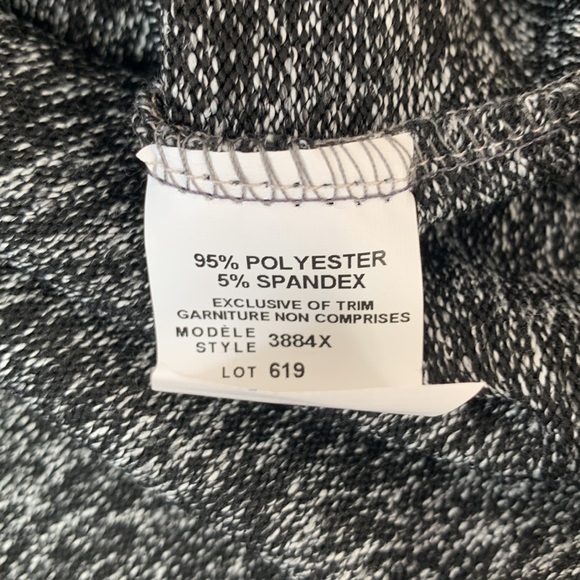 95% POLYESTER
5% SPANDEX
EXCLUSIVE OF TRIM
GARNITURE NON COMPRISES
MODÈLE
STYLE 3884X
LOT 619